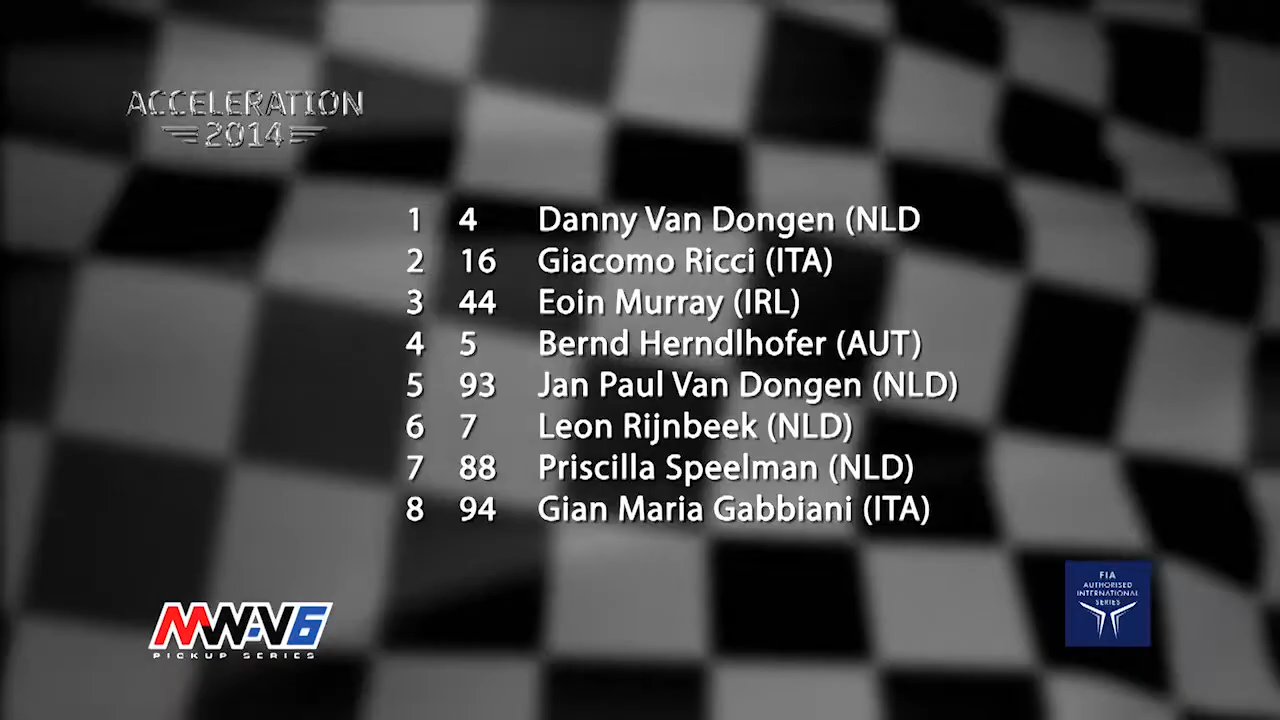 ACCELERATION
2014
1 4 Danny Van Dongen (NLD
2 16 Giacomo Ricci (ITA)
3 44 Eoin Murray (IRL)
4 5 Bernd Herndlhofer (AUT)
5 93 Jan Paul Van Dongen (NLD)
6 7 Leon Rijnbeek (NLD)
7 88 Priscilla Speelman (NLD)
8 94 Gian Maria Gabbiani (ITA)
MW-V6
PICKUP SERIES
FIA
AUTHORISED
INTERNATIONAL
SERIES